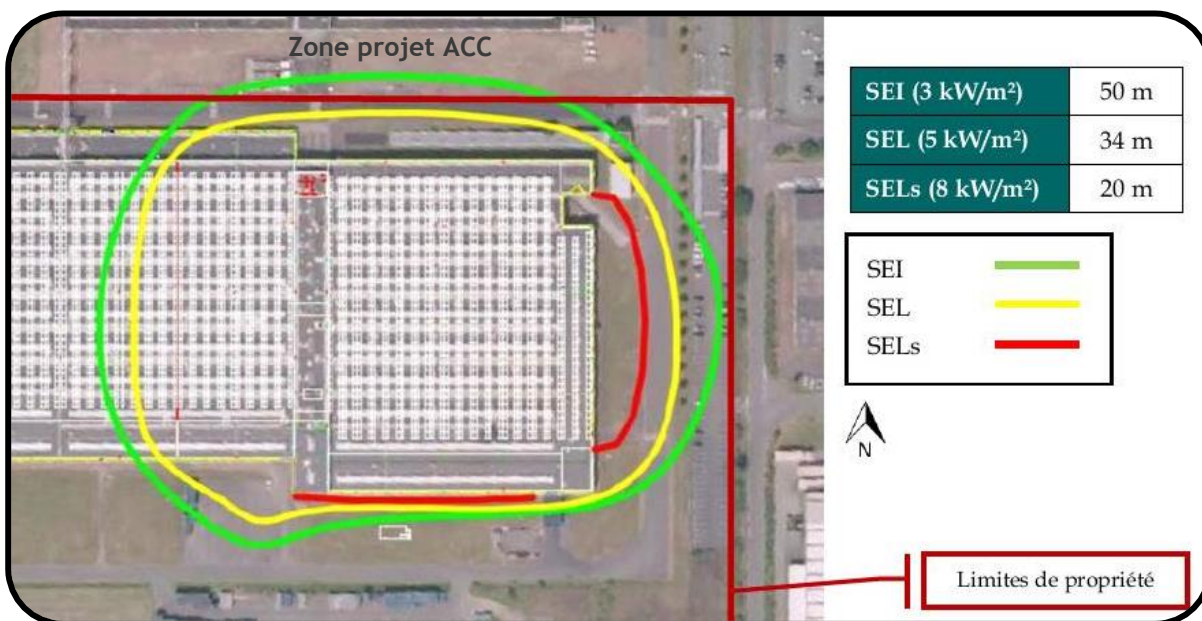 Zone projet ACC
SEI (3 kW/m²) 50 m
SEL (5 kW/m²) 34 m
SELs (8 kW/m²) 20 m
SEI
SEL
SELs
N
Limites de propriété